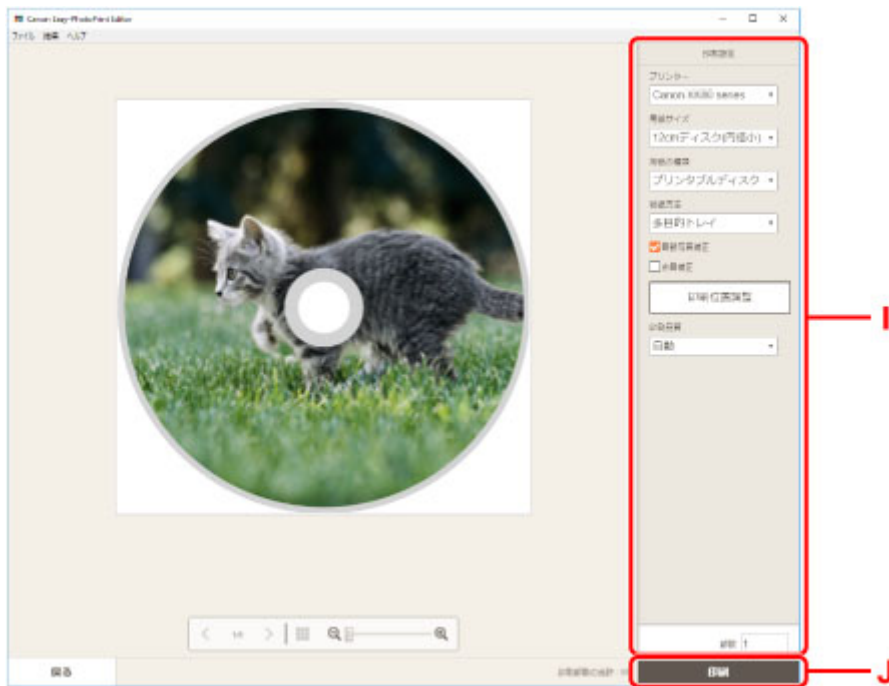 Canon Easy-PhotoPrint Editor
ファイル 編集 ヘルプ
印刷設定
プリンター
Canon XK80 series
用紙サイズ
12cmディスク(内径小)
用紙の種類
プリンタブルディスク
給紙方法
多目的トレイ
自動写真補正
赤目補正
印刷位置調整
印刷品質
自動
I
1/1
部数 1
戻る
印刷
J